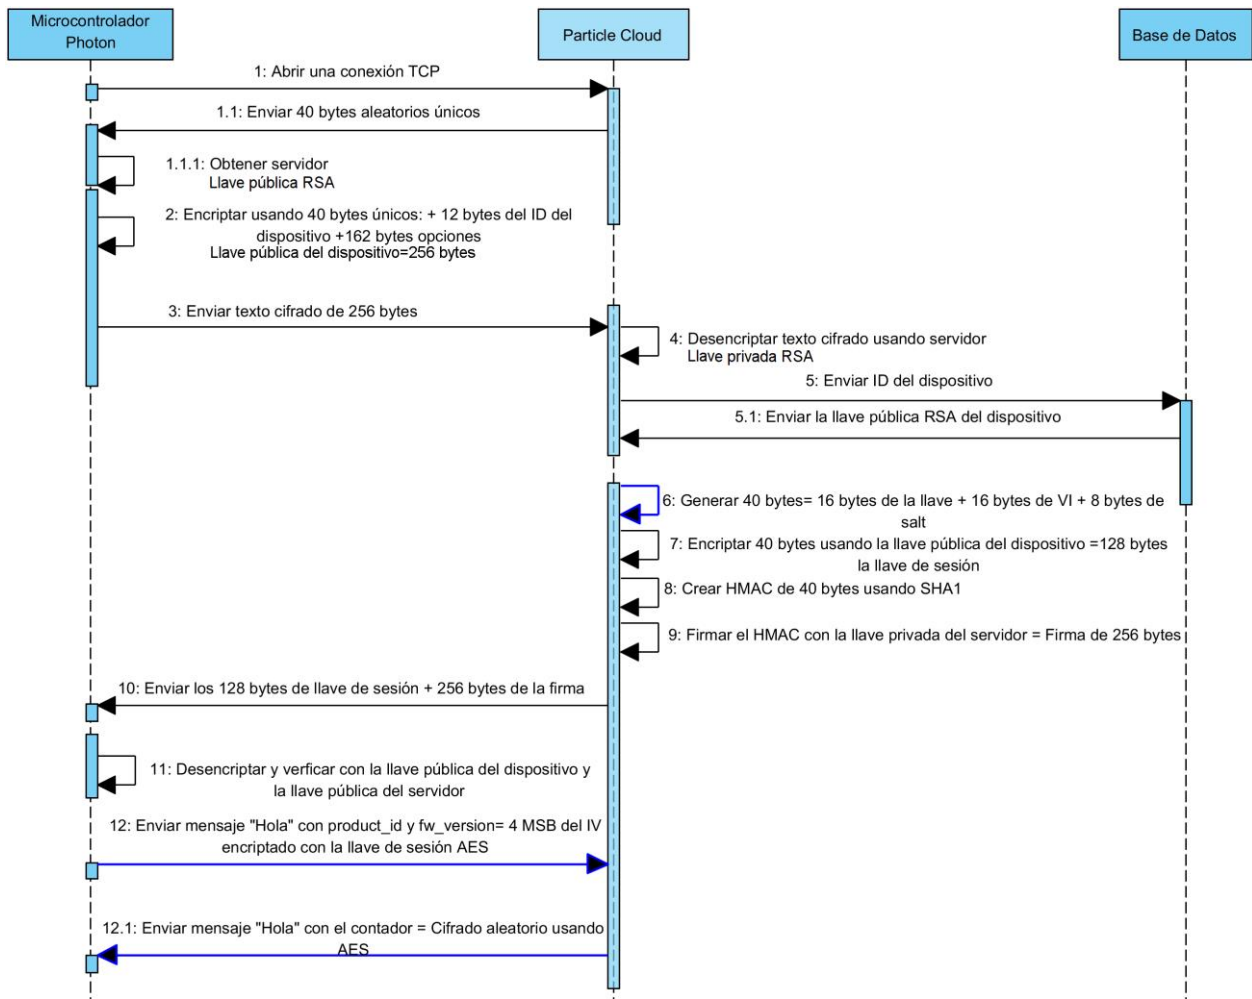 Microcontrolador
Photon
Particle Cloud
Base de Datos
1: Abrir una conexión TCP
1.1: Enviar 40 bytes aleatorios únicos
1.1.1: Obtener servidor
Llave pública RSA
2: Encriptar usando 40 bytes únicos: + 12 bytes del ID del
dispositivo +162 bytes opciones
Llave pública del dispositivo=256 bytes
3: Enviar texto cifrado de 256 bytes
4: Desencriptar texto cifrado usando servidor
Llave privada RSA
5: Enviar ID del dispositivo
5.1: Enviar la llave pública RSA del dispositivo
6: Generar 40 bytes= 16 bytes de la llave + 16 bytes de VI + 8 bytes de
salt
7: Encriptar 40 bytes usando la llave pública del dispositivo =128 bytes
la llave de sesión
8: Crear HMAC de 40 bytes usando SHA1
9: Firmar el HMAC con la llave privada del servidor = Firma de 256 bytes
10: Enviar los 128 bytes de llave de sesión + 256 bytes de la firma
11: Desencriptar y verficar con la llave pública del dispositivo y
la llave pública del servidor
12: Enviar mensaje "Hola" con product_id y fw_version= 4 MSB del IV
encriptado con la llave de sesión AES
12.1: Enviar mensaje "Hola" con el contador = Cifrado aleatorio usando
AES